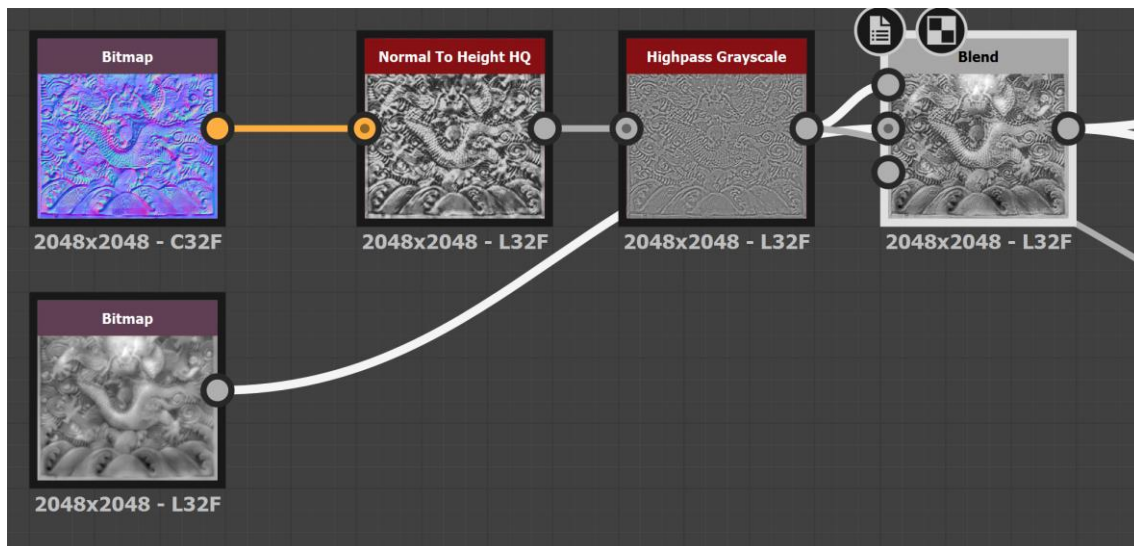 Bitmap
2048x2048 - C32F
Normal To Height HQ
2048x2048 - L32F
Highpass Grayscale
2048x2048 - L32F
Blend
2048x2048 - L32F
Bitmap
2048x2048 - L32F